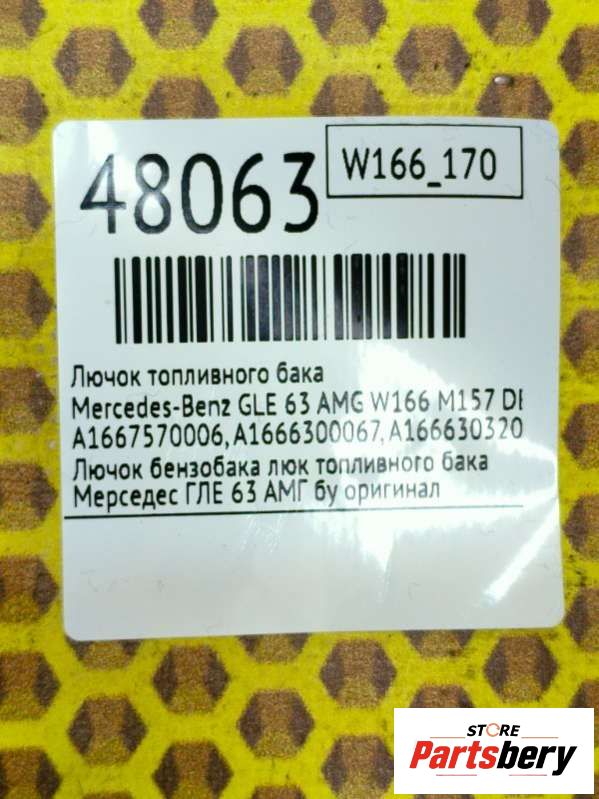 48063
W166_170
Лючок топливного бака
Mercedes-Benz GLE 63 AMG W166 M157 DE
A1667570006, A1666300067, A166630320
Лючок бензобака люк топливного бака
Мерседес ГЛЕ 63 АМГ бу оригинал
STORE
Partsbery